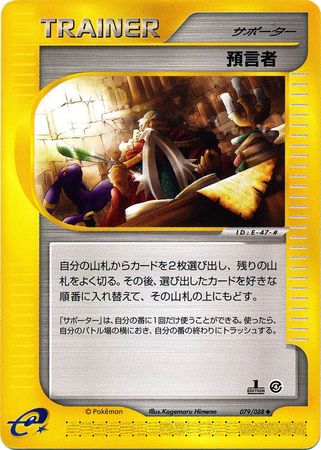 TRAINER
サポーター
預言者
ID:E-47-#
自分の山札からカードを2枚選び出し、残りの山
札をよく切る。その後、選び出したカードを好きな
順番に入れ替えて、その山札の上にもどす。
「サポーター」は、自分の番に1回だけ使うことができる。使ったら、
自分のバトル場の横におき、自分の番の終わりにトラッシュする。
1
EDITION
e
© Pokémon Illus.Kagemaru Himeno 079/088 ◆